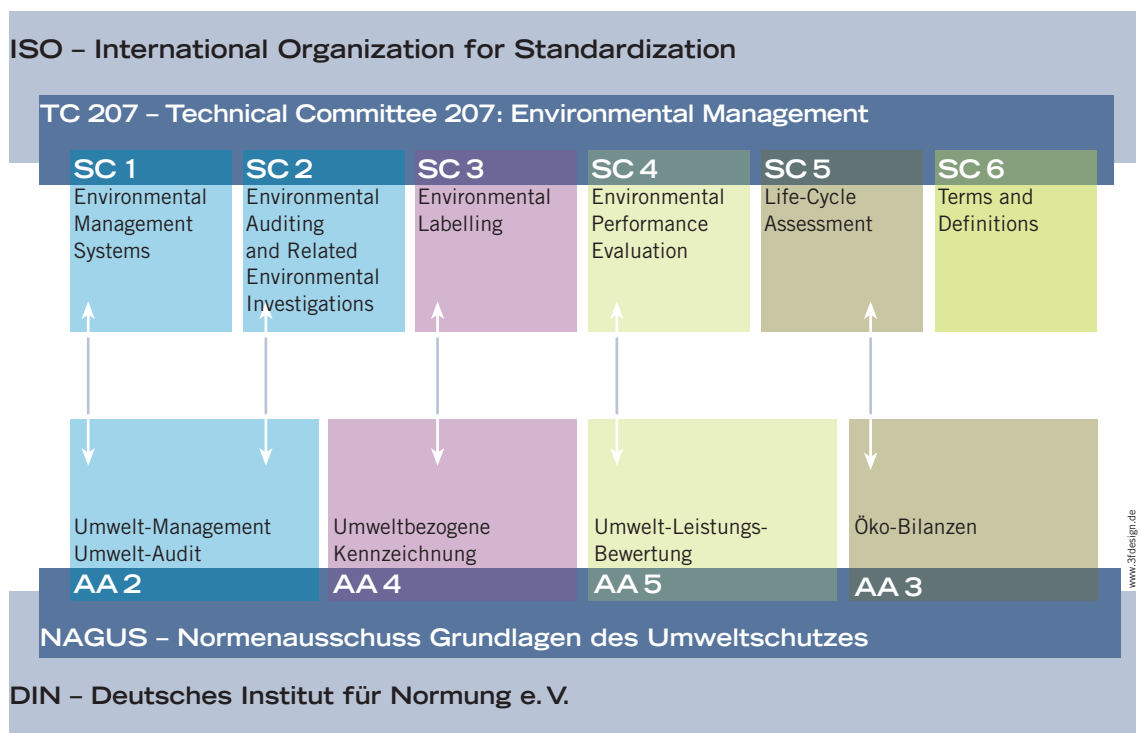 ISO – International Organization for Standardization
TC 207 – Technical Committee 207: Environmental Management
SC 1
Environmental
Management
Systems
SC 2
Environmental
Auditing
and Related
Environmental
Investigations
SC 3
Environmental
Labelling
SC 4
Environmental
Performance
Evaluation
SC 5
Life-Cycle
Assessment
SC 6
Terms and
Definitions
Umwelt-Management
Umwelt-Audit
AA 2
Umweltbezogene
Kennzeichnung
AA 4
Umwelt-Leistungs-
Bewertung
AA 5
Öko-Bilanzen
AA 3
NAGUS – Normenausschuss Grundlagen des Umweltschutzes
DIN – Deutsches Institut für Normung e. V.
www.3fdesign.de